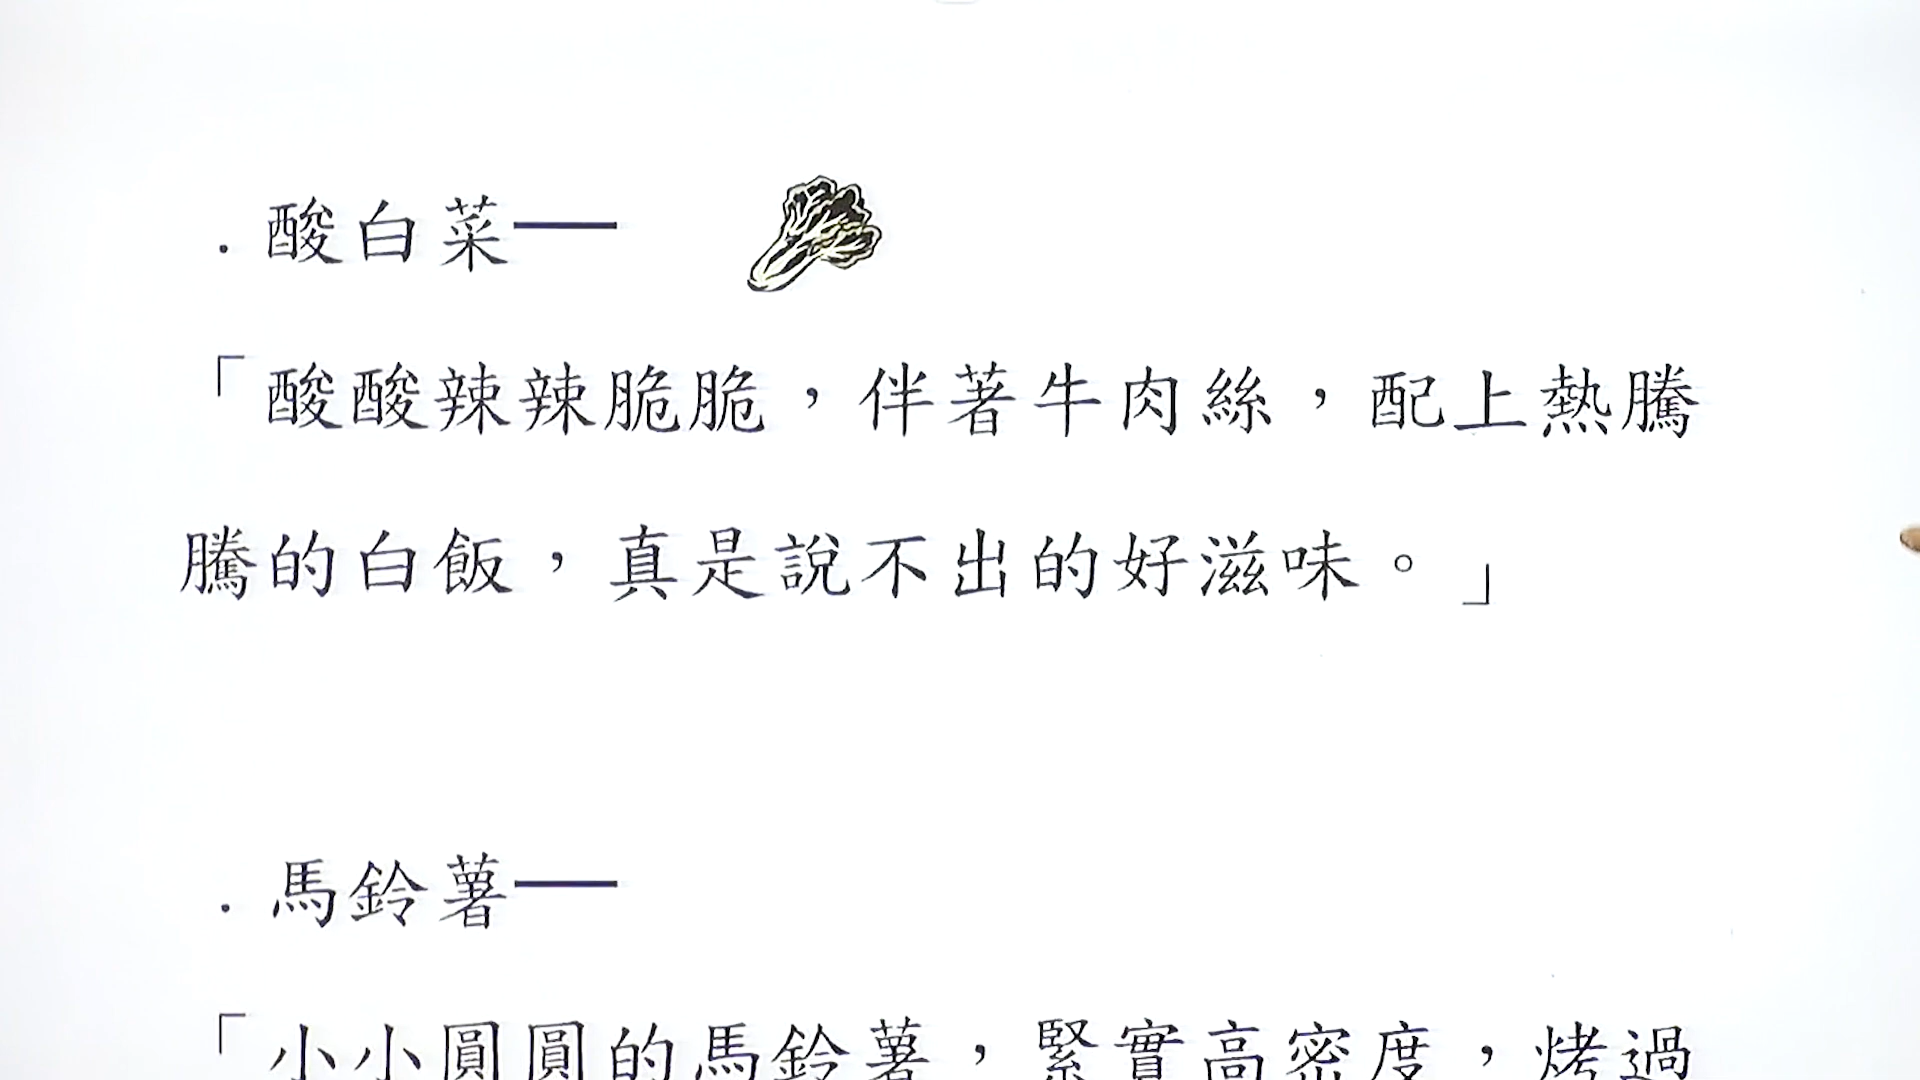 ．酸白菜—
「酸酸辣辣脆脆，伴著牛肉絲，配上熱騰
騰的白飯，真是說不出的好滋味。」
．馬鈴薯—
「小小圓圓的馬鈴薯，緊實高密度，烤過